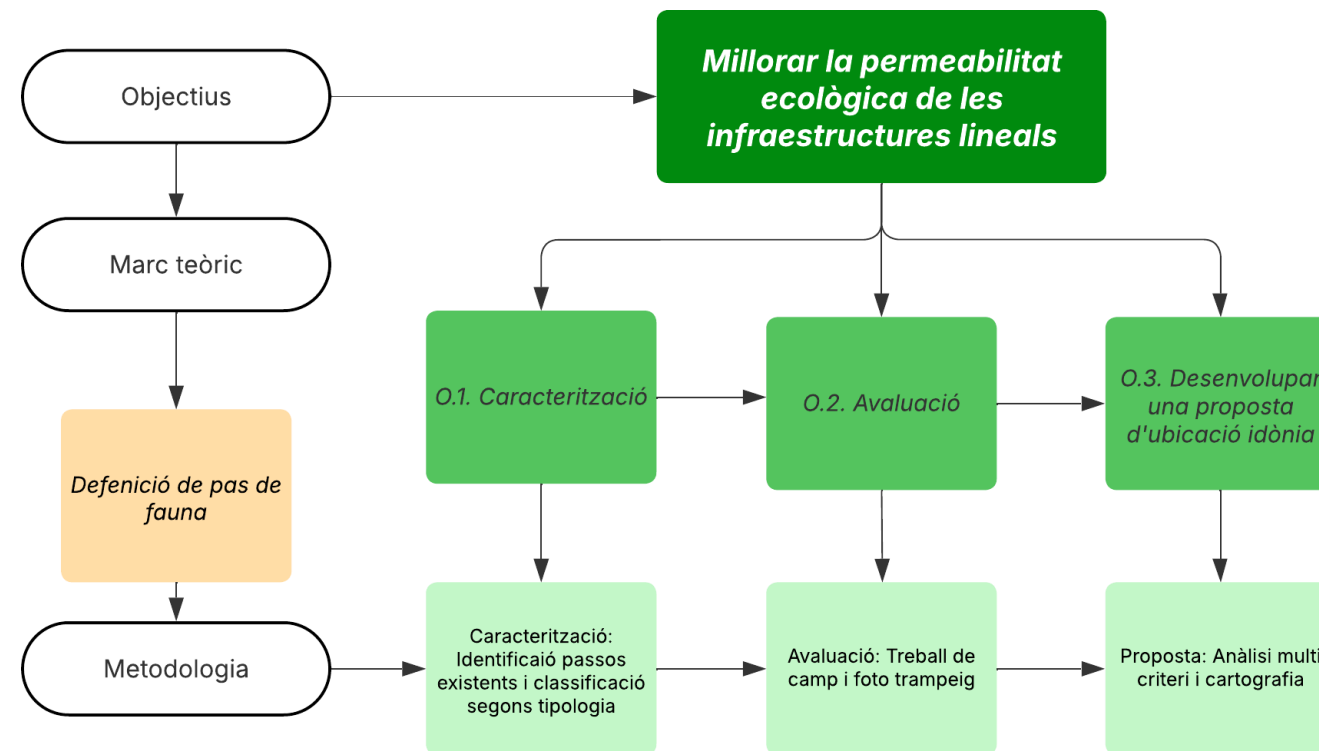 Objectius
Millorar la permeabilitat
ecològica de les
infraestructures lineals
Marc teòric
O.1. Caracterització
O.2. Avaluació
O.3. Desenvolupar
una proposta
d'ubicació idònia
Defenició de pas de
fauna
Metodologia
Caracterització:
Identificaió passos
existents i classificació
segons tipologia
Avaluació: Treball de
camp i foto trampeig
Proposta: Anàlisi multi
criteri i cartografia